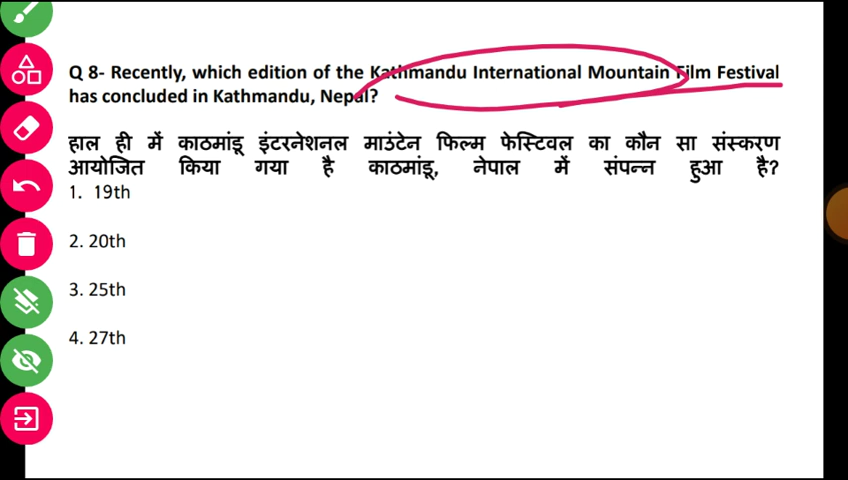 Q 8- Recently, which edition of the Kathmandu International Mountain Film Festival
has concluded in Kathmandu, Nepal?
हाल ही में काठमांडू इंटरनेशनल माउंटेन फिल्म फेस्टिवल का कौन सा संस्करण
आयोजित किया गया है काठमांडू, नेपाल में संपन्न हुआ है?
1. 19th
2. 20th
3. 25th
4. 27th